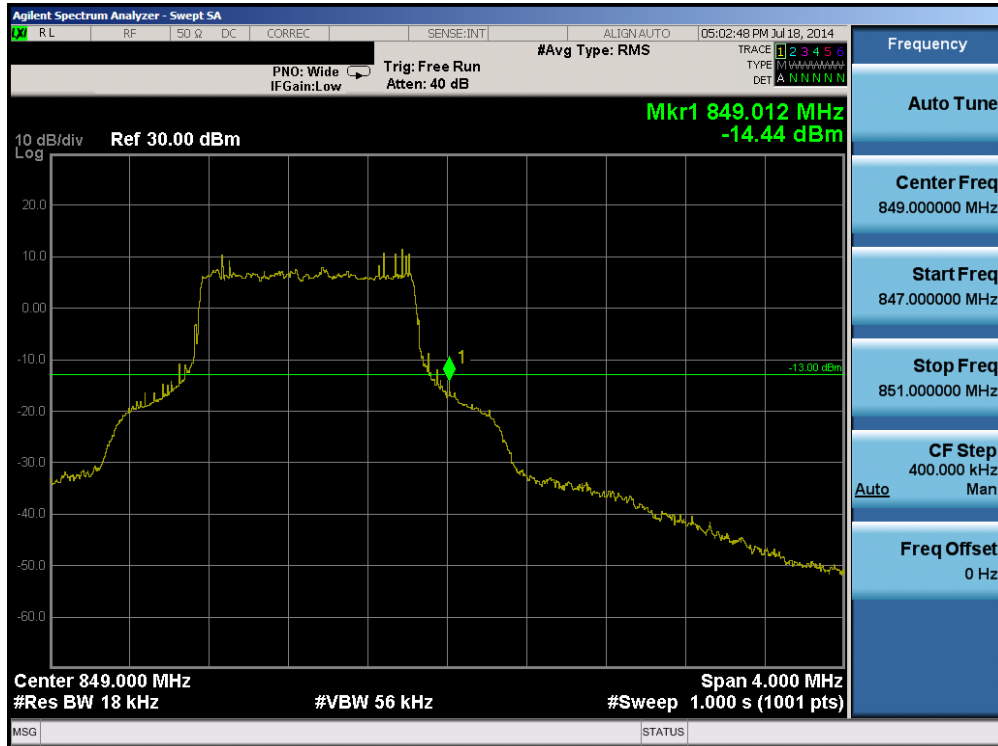 Agilent Spectrum Analyzer - Swept SA
LXI RL RF 50 Ω DC CORREC SENSE:INT ALIGN AUTO 05:02:48 PM Jul 18, 2014
#Avg Type: RMS TRACE 1 2 3 4 5 6
PNO: Wide Trig: Free Run TYPE M WWWWW
IFGain:Low Atten: 40 dB DET A N N N N N
Mkr1 849.012 MHz
-14.44 dBm
10 dB/div Ref 30.00 dBm
Log
20.0
10.0
0.00
-10.0
1
-13.00 dBm
-20.0
-30.0
-40.0
-50.0
-60.0
Center 849.000 MHz Span 4.000 MHz
#Res BW 18 kHz #VBW 56 kHz #Sweep 1.000 s (1001 pts)
MSG STATUS
Frequency
Auto Tune
Center Freq
849.000000 MHz
Start Freq
847.000000 MHz
Stop Freq
851.000000 MHz
CF Step
400.000 kHz
Auto Man
Freq Offset
0 Hz